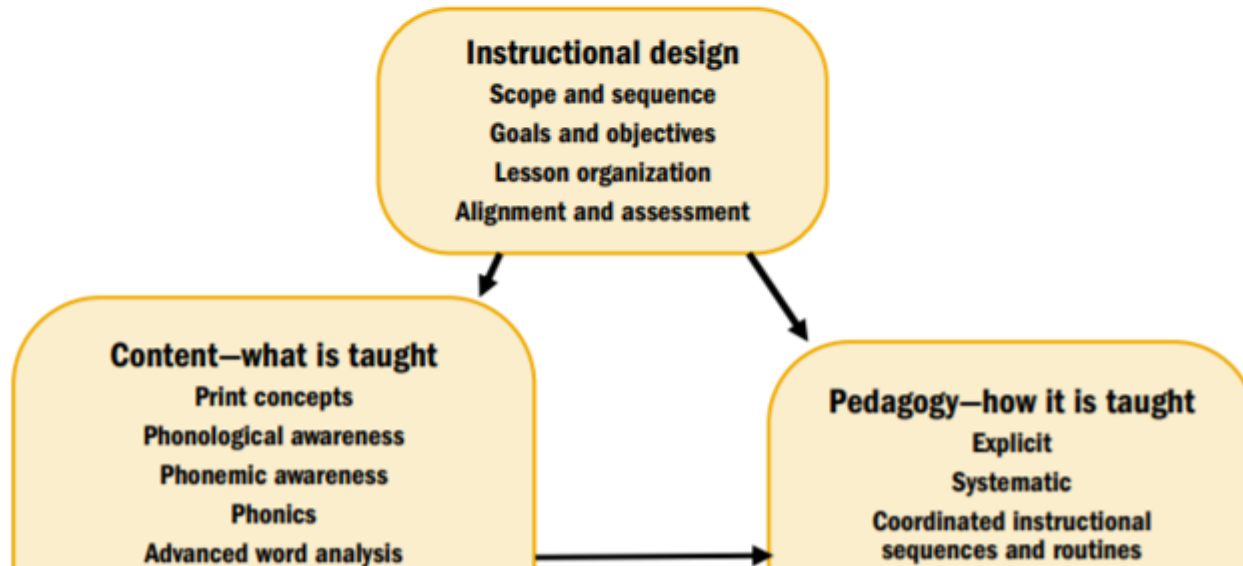 Instructional design
Scope and sequence
Goals and objectives
Lesson organization
Alignment and assessment
Content—what is taught
Print concepts
Phonological awareness
Phonemic awareness
Phonics
Advanced word analysis
Pedagogy—how it is taught
Explicit
Systematic
Coordinated instructional
sequences and routines